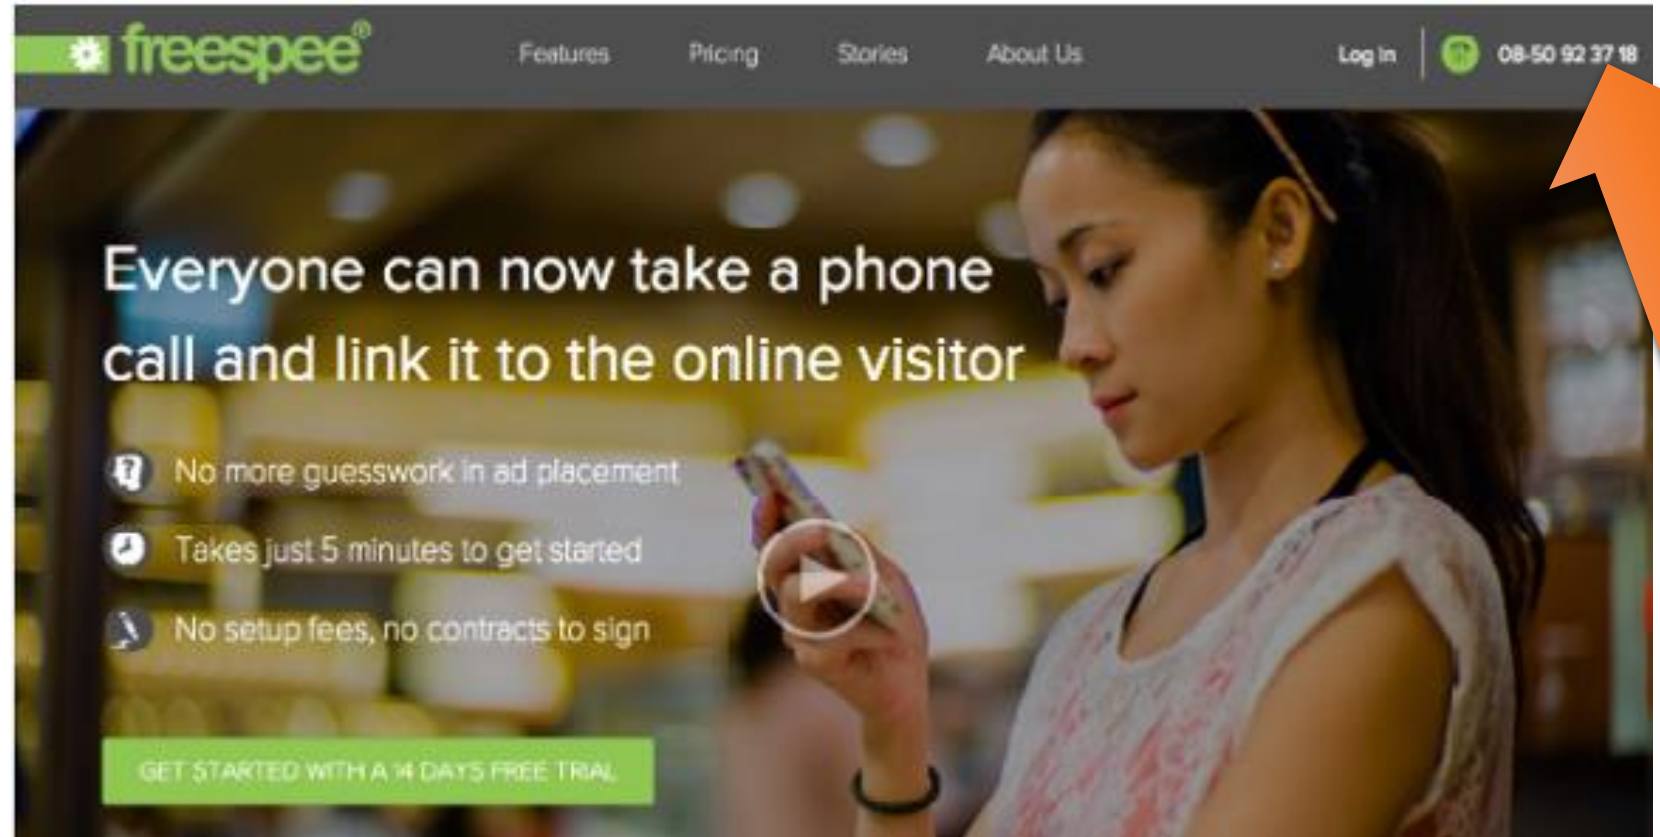 freespee®
Features Pricing Stories About Us Log In 08-50 92 37 18
Everyone can now take a phone
call and link it to the online visitor
No more guesswork in ad placement
Takes just 5 minutes to get started
No setup fees, no contracts to sign
GET STARTED WITH A 14 DAYS FREE TRIAL